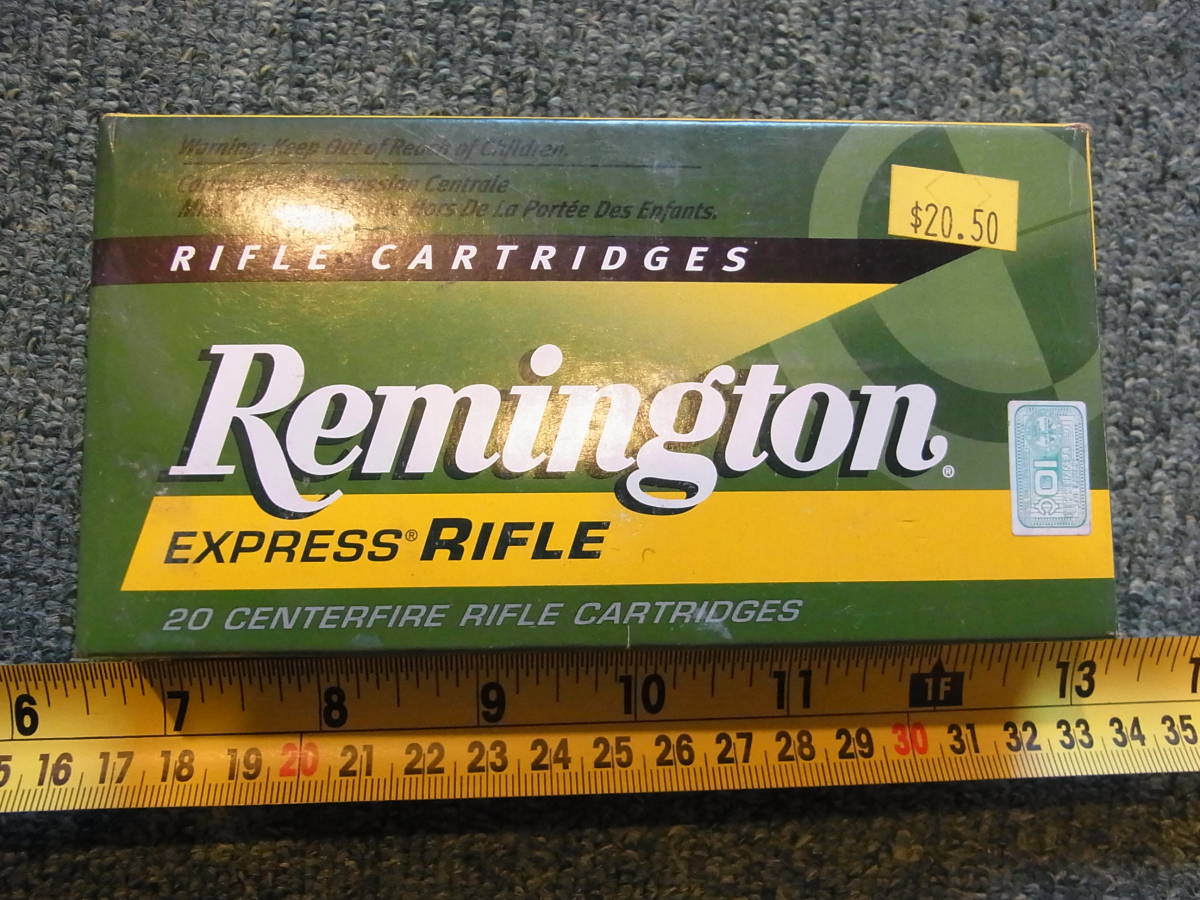 Warning: Keep Out of Reach of Children.
Percussion Centrale
Hors De La Portée Des Enfants.
$20.50
RIFLE CARTRIDGES
Remington®
EXPRESS® RIFLE
20 CENTERFIRE RIFLE CARTRIDGES
6 7 8 9 10 11 1F 13 1
5 16 17 18 19 20 21 22 23 24 25 26 27 28 29 30 31 32 33 34 35